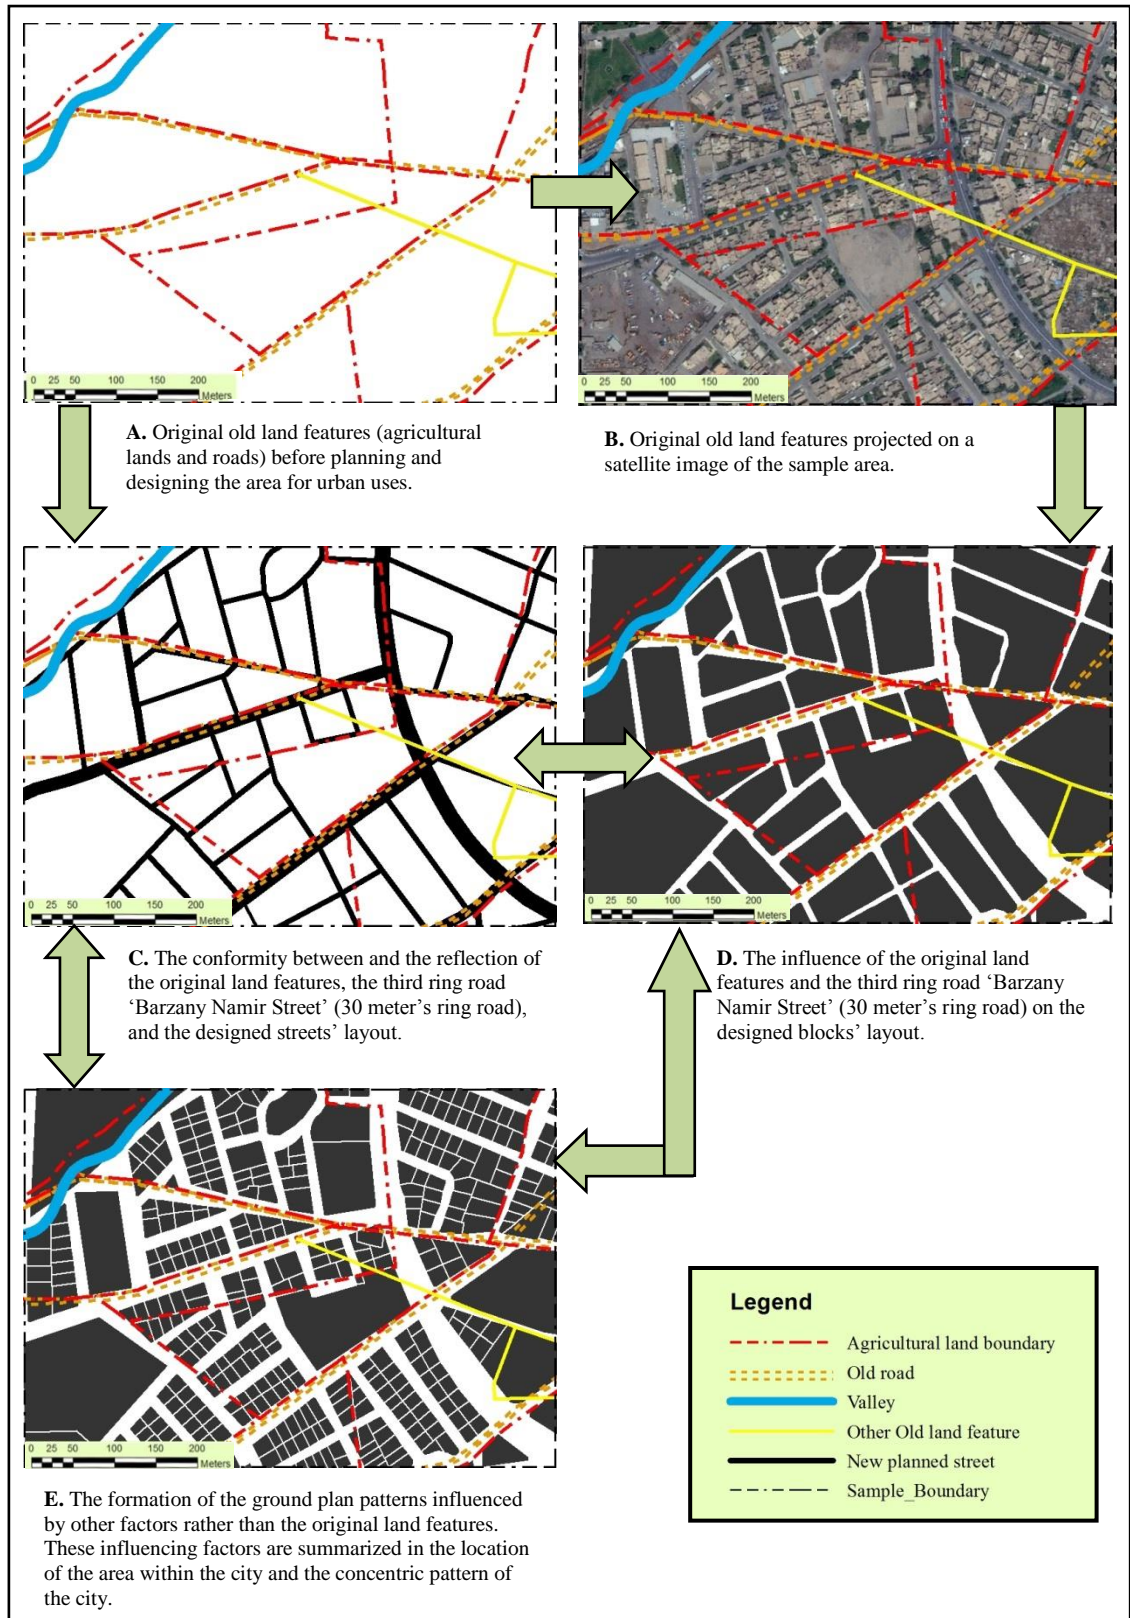 0 25 50 100 150 200
Meters
0 25 50 100 150 200
Meters
A. Original old land features (agricultural
lands and roads) before planning and
designing the area for urban uses.
B. Original old land features projected on a
satellite image of the sample area.
0 25 50 100 150 200
Meters
0 25 50 100 150 200
Meters
C. The conformity between and the reflection of
the original land features, the third ring road
‘Barzany Namir Street’ (30 meter’s ring road),
and the designed streets’ layout.
D. The influence of the original land
features and the third ring road ‘Barzany
Namir Street’ (30 meter’s ring road) on the
designed blocks’ layout.
0 25 50 100 150 200
Meters
E. The formation of the ground plan patterns influenced
by other factors rather than the original land features.
These influencing factors are summarized in the location
of the area within the city and the concentric pattern of
the city.
Legend
Agricultural land boundary
Old road
Valley
Other Old land feature
New planned street
Sample_Boundary